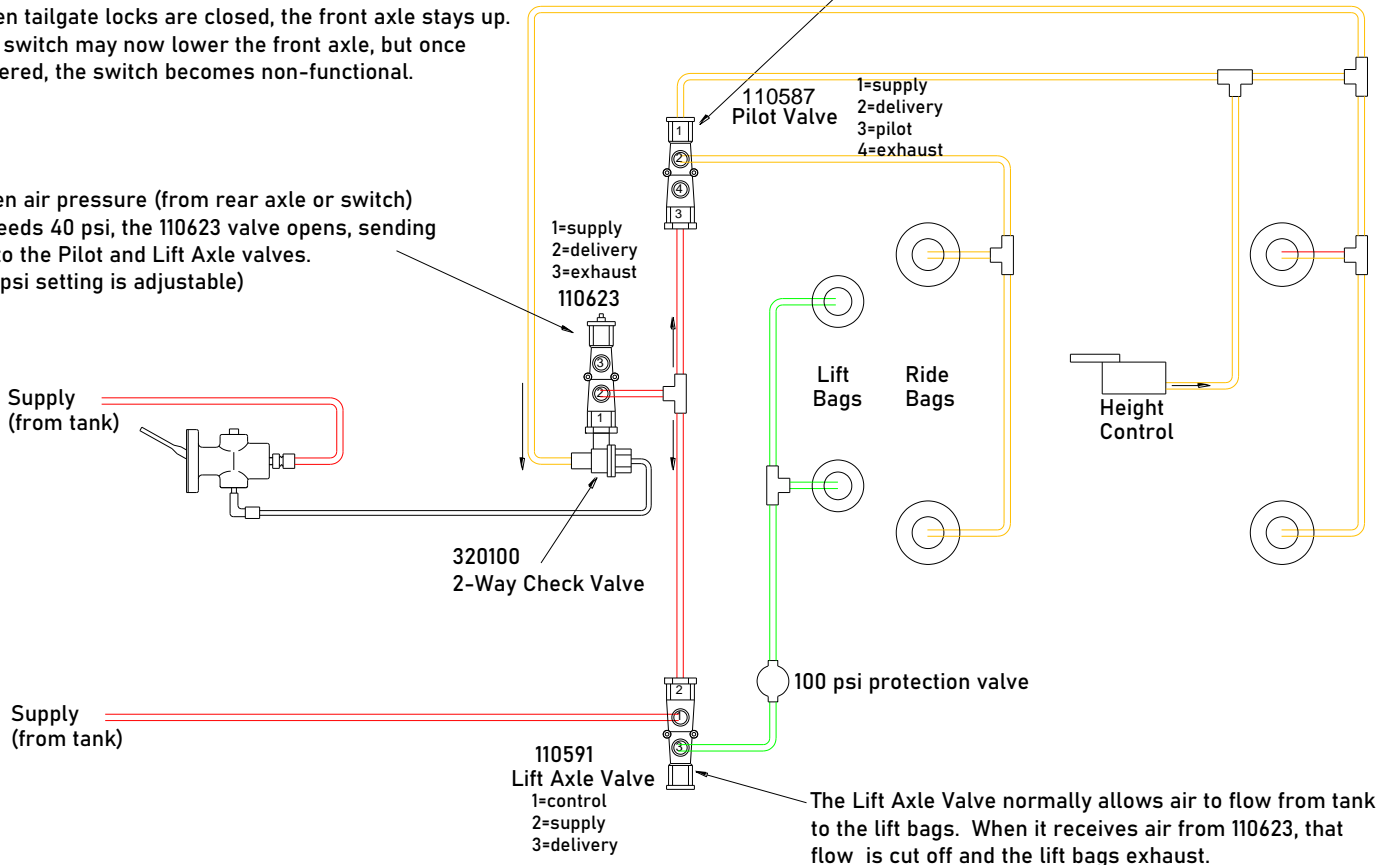 en tailgate locks are closed, the front axle stays up.
switch may now lower the front axle, but once
ered, the switch becomes non-functional.
110587
Pilot Valve
1=supply
2=delivery
3=pilot
4=exhaust
1
2
4
3
en air pressure (from rear axle or switch)
eeds 40 psi, the 110623 valve opens, sending
to the Pilot and Lift Axle valves.
psi setting is adjustable)
1=supply
2=delivery
3=exhaust
110623
3
2
1
Supply
(from tank)
Lift
Bags
Ride
Bags
Height
Control
320100
2-Way Check Valve
100 psi protection valve
Supply
(from tank)
2
1
3
110591
Lift Axle Valve
1=control
2=supply
3=delivery
The Lift Axle Valve normally allows air to flow from tank
to the lift bags. When it receives air from 110623, that
flow is cut off and the lift bags exhaust.